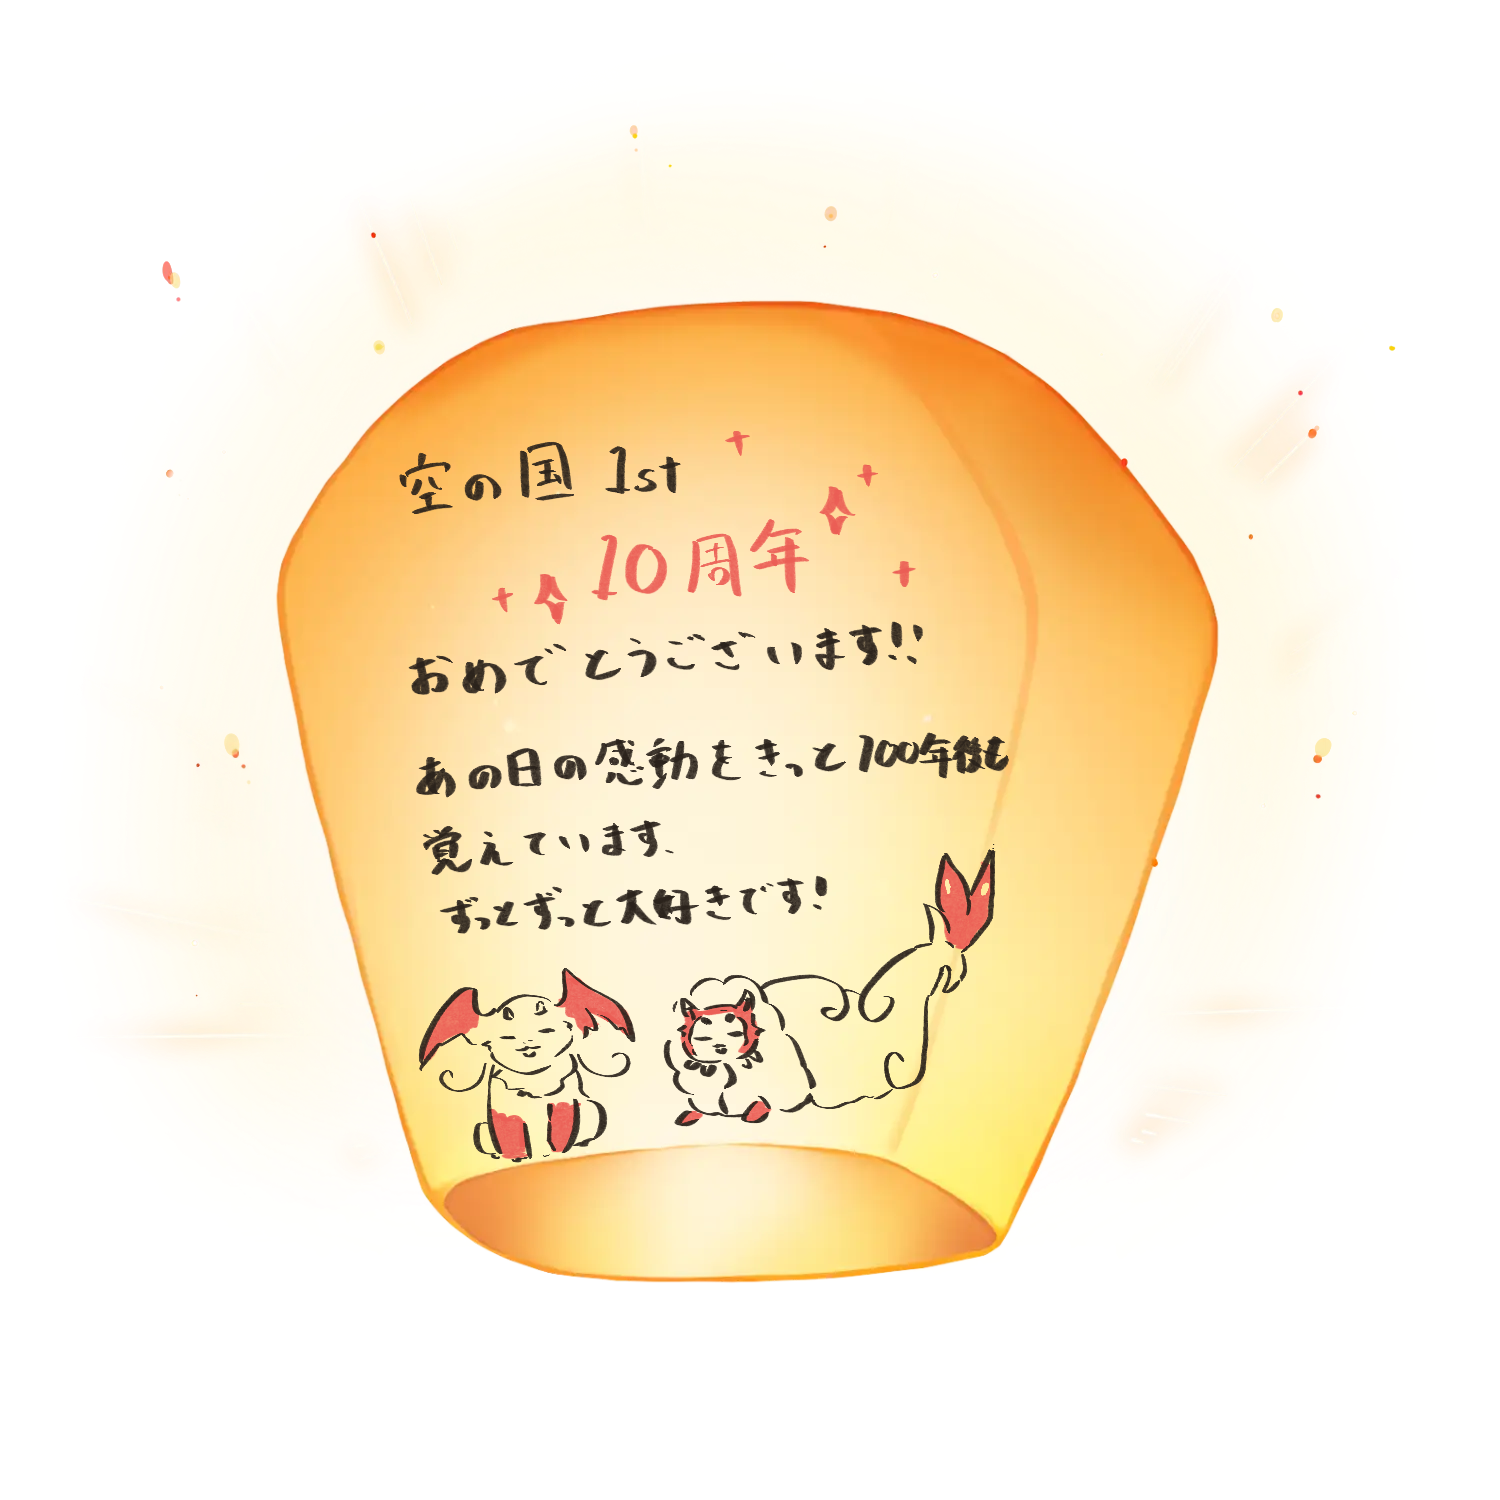 空の国 1st
10周年
おめでとうございます!!
あの日の感動をきっと100年後も
覚えています、
ずっとずっと大好きです!